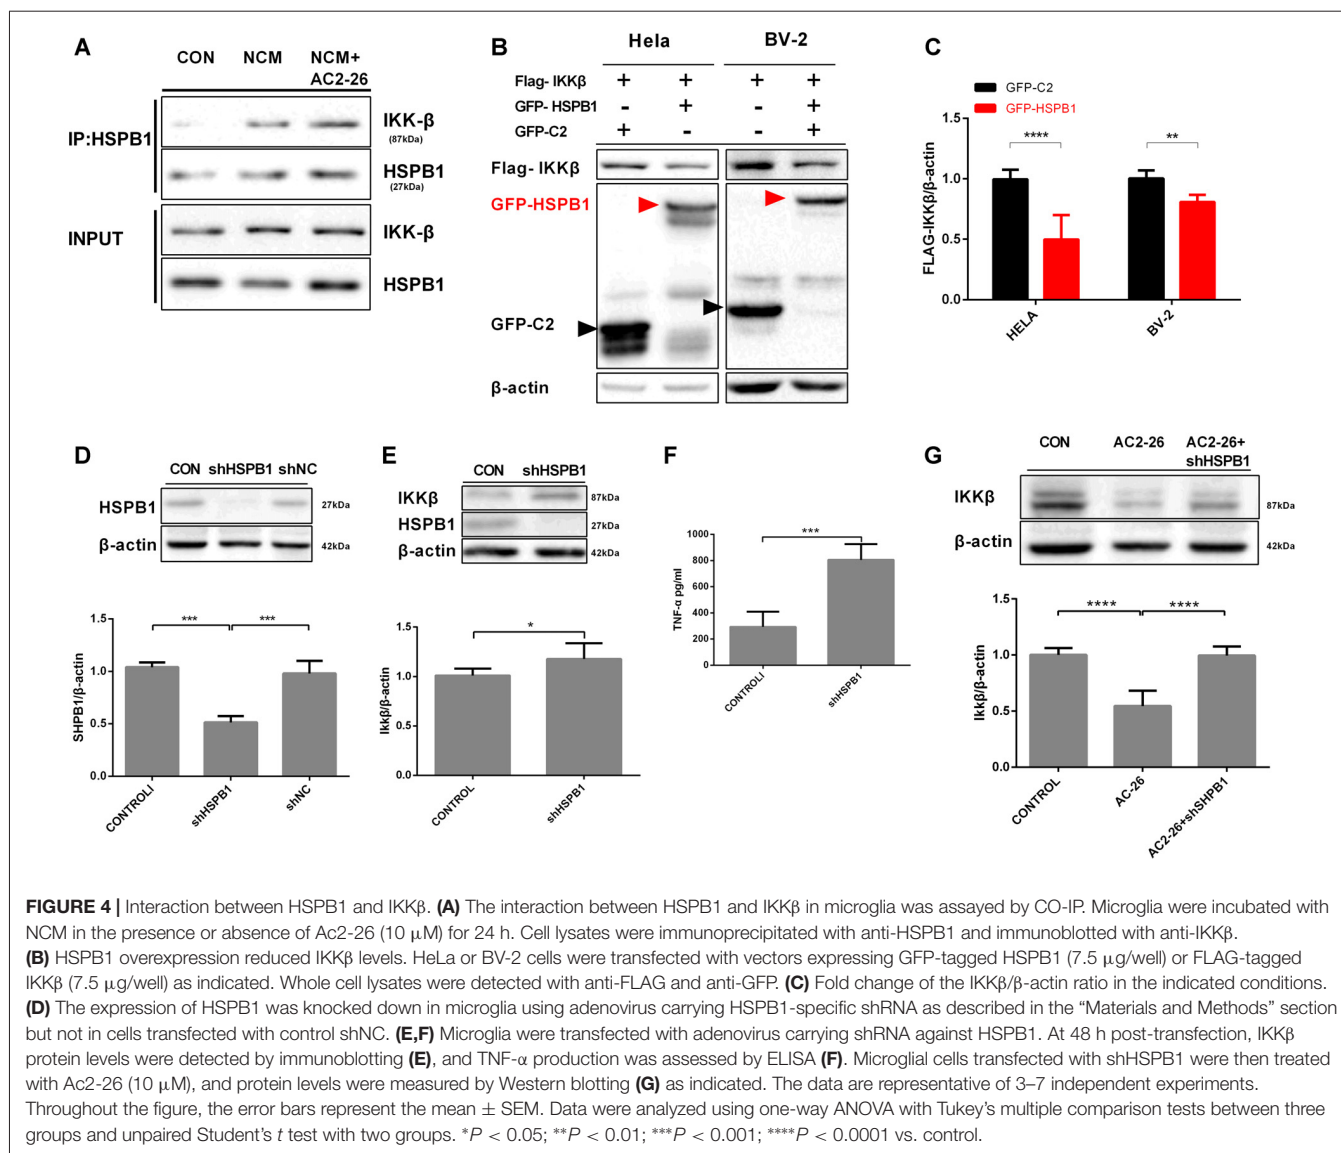 A
CON NCM NCM+
AC2-26
IP:HSPB1
IKK-β
(87kDa)
HSPB1
(27kDa)
INPUT
IKK-β
HSPB1
B
Hela BV-2
Flag- IKKβ + + + +
GFP- HSPB1 - + - +
GFP-C2 + - - +
Flag- IKKβ
GFP-HSPB1
GFP-C2
β-actin
C
GFP-C2
GFP-HSPB1
FLAG-IKKβ/β-actin
1.0
1.0
0.5
0.0
****
**
HELA
BV-2
D
CON shHSPB1 shNC
HSPB1 27kDa
β-actin 42kDa
SHPB1/β-actin
1.5
1.0
0.5
0.0
*** ***
CONTROLI
shHSPB1
shNC
E
CON shHSPB1
IKKβ 87kDa
HSPB1 27kDa
β-actin 42kDa
Ikkβ/β-actin
1.5
1.0
0.5
0.0
*
CONTROL
shHSPB1
F
TNF-α pg/ml
1000
800
600
400
200
0
***
CONTROLI
shHSPB1
G
CON AC2-26 AC2-26+
shHSPB1
IKKβ 87kDa
β-actin 42kDa
Ikkβ/β-actin
1.5
1.0
0.5
0.0
**** ****
CONTROL
AC-26
AC2-26+shSHPB1
FIGURE 4 | Interaction between HSPB1 and IKKβ. (A) The interaction between HSPB1 and IKKβ in microglia was assayed by CO-IP. Microglia were incubated with
NCM in the presence or absence of Ac2-26 (10 μM) for 24 h. Cell lysates were immunoprecipitated with anti-HSPB1 and immunoblotted with anti-IKKβ.
(B) HSPB1 overexpression reduced IKKβ levels. HeLa or BV-2 cells were transfected with vectors expressing GFP-tagged HSPB1 (7.5 μg/well) or FLAG-tagged
IKKβ (7.5 μg/well) as indicated. Whole cell lysates were detected with anti-FLAG and anti-GFP. (C) Fold change of the IKKβ/β-actin ratio in the indicated conditions.
(D) The expression of HSPB1 was knocked down in microglia using adenovirus carrying HSPB1-specific shRNA as described in the “Materials and Methods” section
but not in cells transfected with control shNC. (E,F) Microglia were transfected with adenovirus carrying shRNA against HSPB1. At 48 h post-transfection, IKKβ
protein levels were detected by immunoblotting (E), and TNF-α production was assessed by ELISA (F). Microglial cells transfected with shHSPB1 were then treated
with Ac2-26 (10 μM), and protein levels were measured by Western blotting (G) as indicated. The data are representative of 3–7 independent experiments.
Throughout the figure, the error bars represent the mean ± SEM. Data were analyzed using one-way ANOVA with Tukey’s multiple comparison tests between three
groups and unpaired Student’s t test with two groups. *P < 0.05; **P < 0.01; ***P < 0.001; ****P < 0.0001 vs. control.